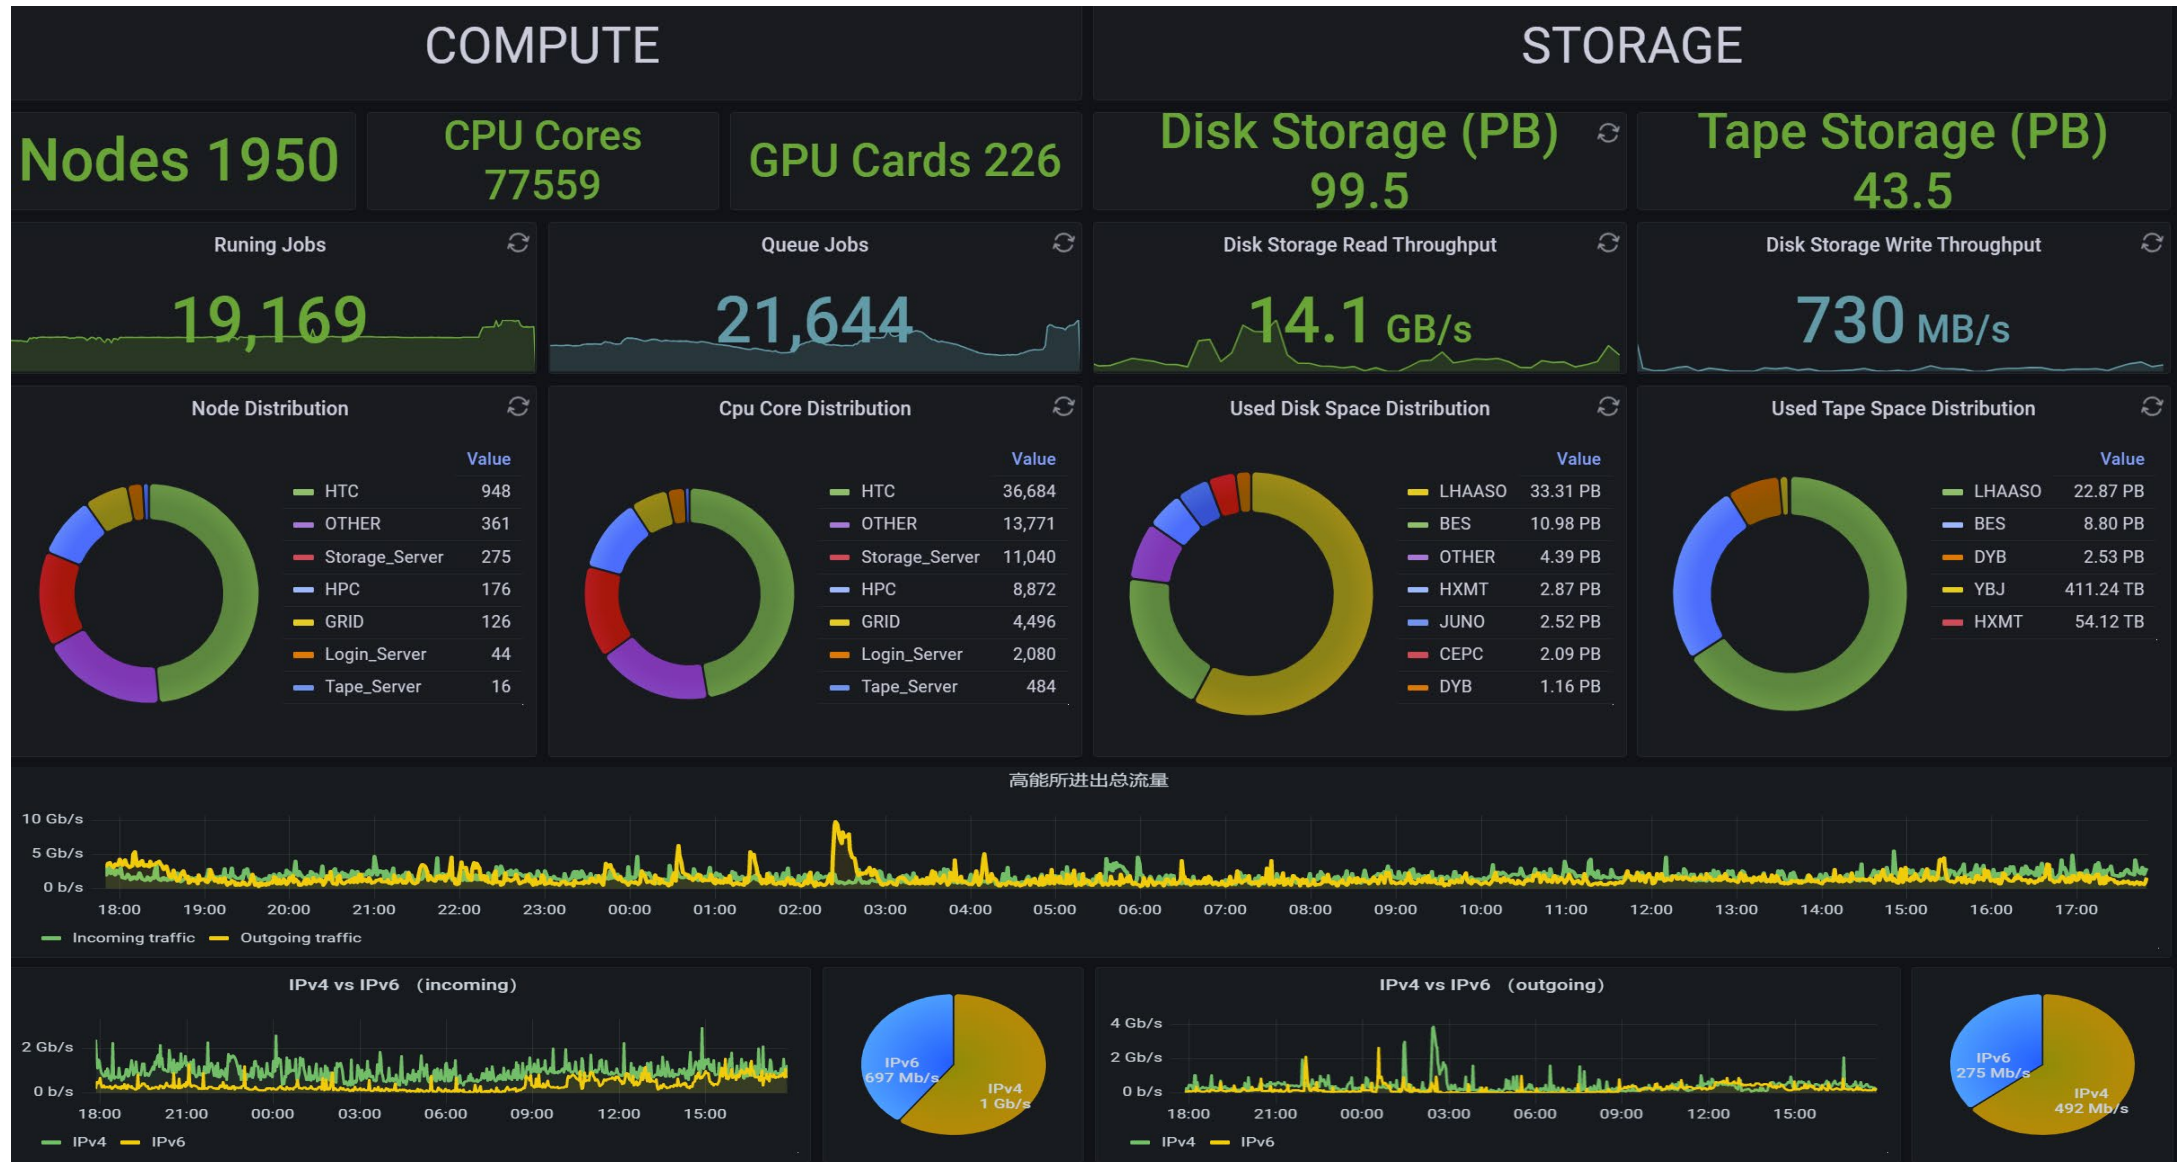 COMPUTE
STORAGE
Nodes 1950
CPU Cores
77559
GPU Cards 226
Disk Storage (PB)
99.5
Tape Storage (PB)
43.5
Runing Jobs
19,169
Queue Jobs
21,644
Disk Storage Read Throughput
14.1 GB/s
Disk Storage Write Throughput
730 MB/s
Node Distribution
Value
HTC 948
OTHER 361
Storage_Server 275
HPC 176
GRID 126
Login_Server 44
Tape_Server 16
Cpu Core Distribution
Value
HTC 36,684
OTHER 13,771
Storage_Server 11,040
HPC 8,872
GRID 4,496
Login_Server 2,080
Tape_Server 484
Used Disk Space Distribution
Value
LHAASO 33.31 PB
BES 10.98 PB
OTHER 4.39 PB
HXMT 2.87 PB
JUNO 2.52 PB
CEPC 2.09 PB
DYB 1.16 PB
Used Tape Space Distribution
Value
LHAASO 22.87 PB
BES 8.80 PB
DYB 2.53 PB
YBJ 411.24 TB
HXMT 54.12 TB
高能所进出总流量
10 Gb/s
5 Gb/s
0 b/s
18:00 19:00 20:00 21:00 22:00 23:00 00:00 01:00 02:00 03:00 04:00 05:00 06:00 07:00 08:00 09:00 10:00 11:00 12:00 13:00 14:00 15:00 16:00 17:00
Incoming traffic Outgoing traffic
IPv4 vs IPv6 （incoming）
2 Gb/s
0 b/s
18:00 21:00 00:00 03:00 06:00 09:00 12:00 15:00
IPv4 IPv6
IPv6
697 Mb/s
IPv4
1 Gb/s
IPv4 vs IPv6 （outgoing）
4 Gb/s
2 Gb/s
0 b/s
18:00 21:00 00:00 03:00 06:00 09:00 12:00 15:00
IPv4 IPv6
IPv6
275 Mb/s
IPv4
492 Mb/s